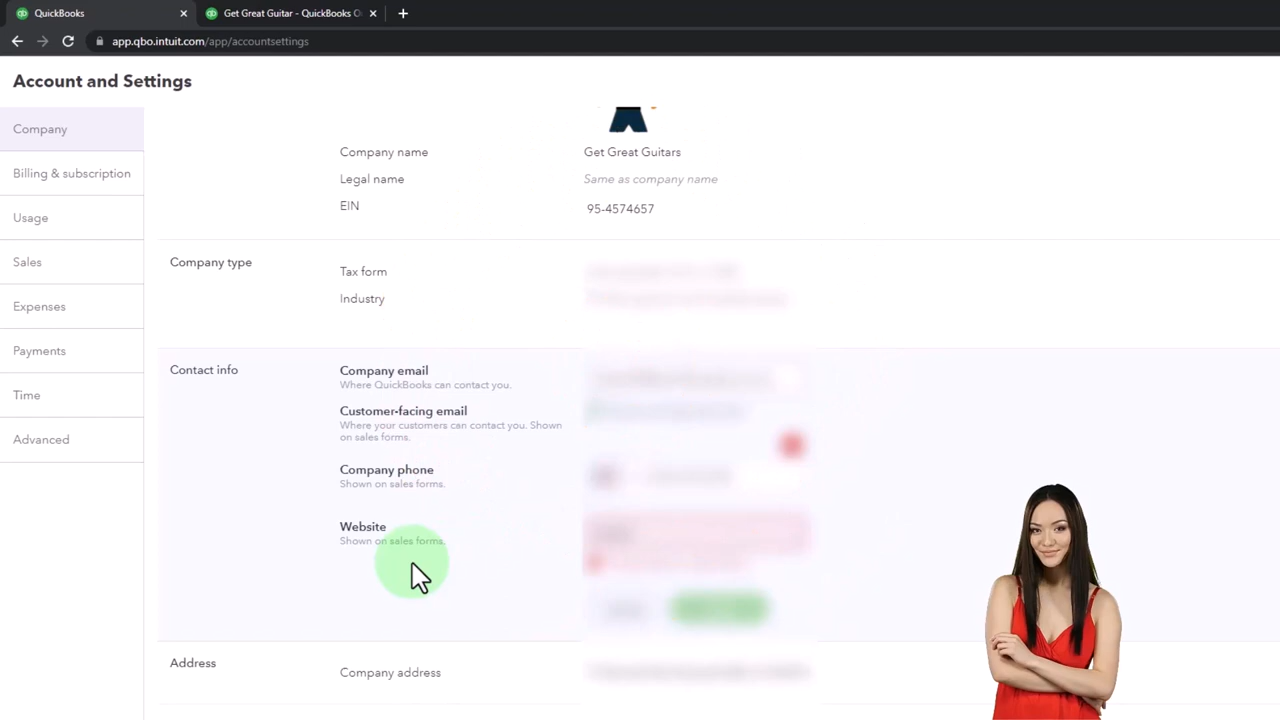 QuickBooks
Get Great Guitar - QuickBooks O
app.qbo.intuit.com/app/accountsettings
Account and Settings
Company
Billing & subscription
Usage
Sales
Expenses
Payments
Time
Advanced
Company name Get Great Guitars
Legal name Same as company name
EIN 95-4574657
Company type
Tax form
Industry
Contact info
Company email
Where QuickBooks can contact you.
Customer-facing email
Where your customers can contact you. Shown
on sales forms.
Company phone
Shown on sales forms.
Website
Shown on sales forms.
Address
Company address